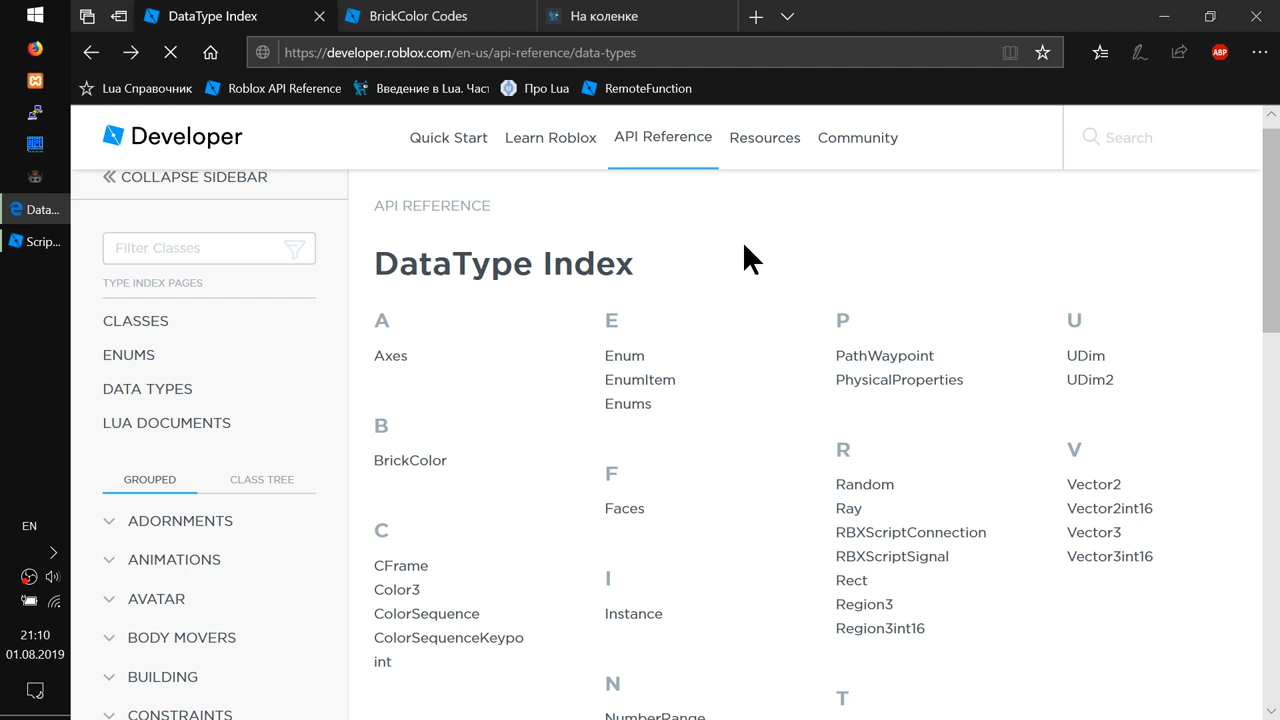 DataType Index
BrickColor Codes
На коленке
https://developer.roblox.com/en-us/api-reference/data-types
ABP
Lua Справочник
Roblox API Reference
Введение в Lua. Част
Про Lua
RemoteFunction
Developer
Quick Start
Learn Roblox
API Reference
Resources
Community
Search
Data...
Scrip...
EN
21:10
01.08.2019
COLLAPSE SIDEBAR
Filter Classes
TYPE INDEX PAGES
CLASSES
ENUMS
DATA TYPES
LUA DOCUMENTS
GROUPED
CLASS TREE
ADORNMENTS
ANIMATIONS
AVATAR
BODY MOVERS
BUILDING
CONSTRAINTS
API REFERENCE
DataType Index
A
Axes
B
BrickColor
C
CFrame
Color3
ColorSequence
ColorSequenceKeypo
int
E
Enum
EnumItem
Enums
F
Faces
I
Instance
N
NumberRange
P
PathWaypoint
PhysicalProperties
R
Random
Ray
RBXScriptConnection
RBXScriptSignal
Rect
Region3
Region3int16
T
U
UDim
UDim2
V
Vector2
Vector2int16
Vector3
Vector3int16